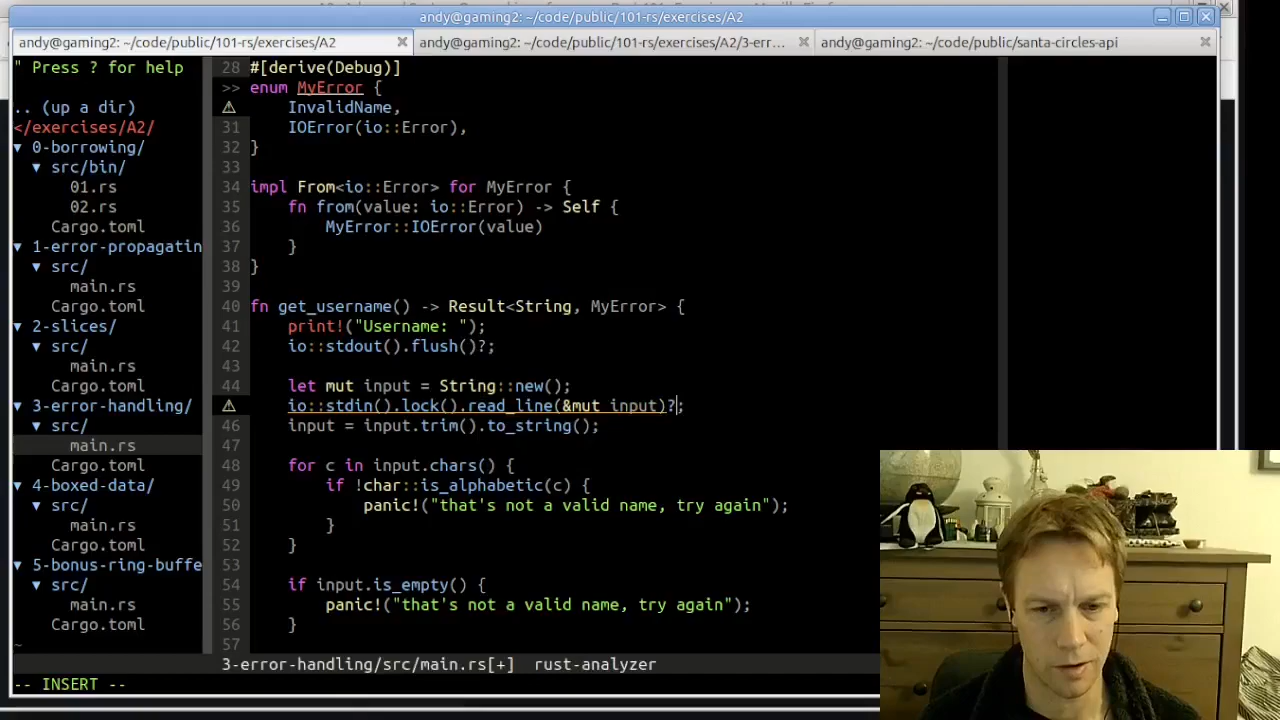 andy@gaming2: ~/code/public/101-rs/exercises/A2
andy@gaming2: ~/code/public/101-rs/exercises/A2
andy@gaming2: ~/code/public/101-rs/exercises/A2/3-err...
andy@gaming2: ~/code/public/santa-circles-api
" Press ? for help
.. (up a dir)
</exercises/A2/
▼ 0-borrowing/
▼ src/bin/
01.rs
02.rs
Cargo.toml
▼ 1-error-propagatin
▼ src/
main.rs
Cargo.toml
▼ 2-slices/
▼ src/
main.rs
Cargo.toml
▼ 3-error-handling/
▼ src/
main.rs
Cargo.toml
▼ 4-boxed-data/
▼ src/
main.rs
Cargo.toml
▼ 5-bonus-ring-buffe
▼ src/
main.rs
Cargo.toml
~
28 #[derive(Debug)]
>> enum MyError {
⚠ InvalidName,
31 IOError(io::Error),
32 }
33
34 impl From<io::Error> for MyError {
35 fn from(value: io::Error) -> Self {
36 MyError::IOError(value)
37 }
38 }
39
40 fn get_username() -> Result<String, MyError> {
41 print!("Username: ");
42 io::stdout().flush()?;
43
44 let mut input = String::new();
⚠ io::stdin().lock().read_line(&mut input)?;
46 input = input.trim().to_string();
47
48 for c in input.chars() {
49 if !char::is_alphabetic(c) {
50 panic!("that's not a valid name, try again");
51 }
52 }
53
54 if input.is_empty() {
55 panic!("that's not a valid name, try again");
56 }
57
3-error-handling/src/main.rs[+] rust-analyzer
-- INSERT --